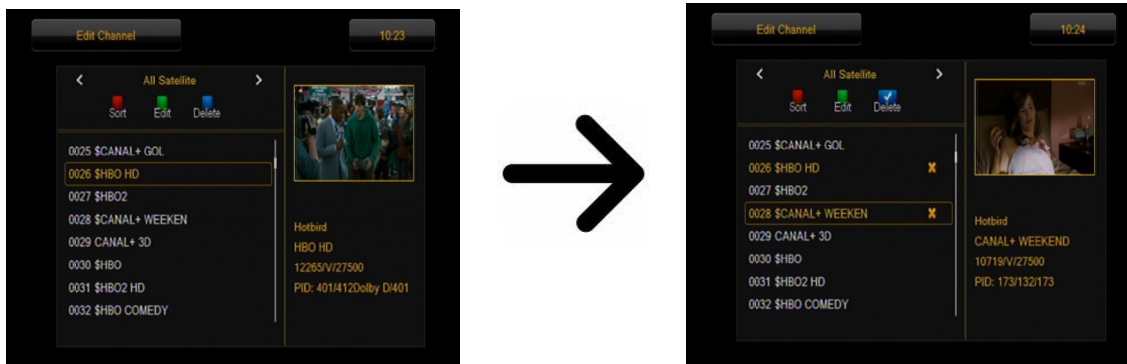 Edit Channel
10:23
All Satellite
Sort Edit Delete
0025 $CANAL+ GOL
0026 $HBO HD
0027 $HBO2
0028 $CANAL+ WEEKEN
0029 CANAL+ 3D
0030 $HBO
0031 $HBO2 HD
0032 $HBO COMEDY
Hotbird
HBO HD
12265/V/27500
PID: 401/412Dolby D/401
Edit Channel
10:24
All Satellite
Sort Edit Delete
0025 $CANAL+ GOL
0026 $HBO HD
0027 $HBO2
0028 $CANAL+ WEEKEN
0029 CANAL+ 3D
0030 $HBO
0031 $HBO2 HD
0032 $HBO COMEDY
Hotbird
CANAL+ WEEKEND
10719/V/27500
PID: 173/132/173